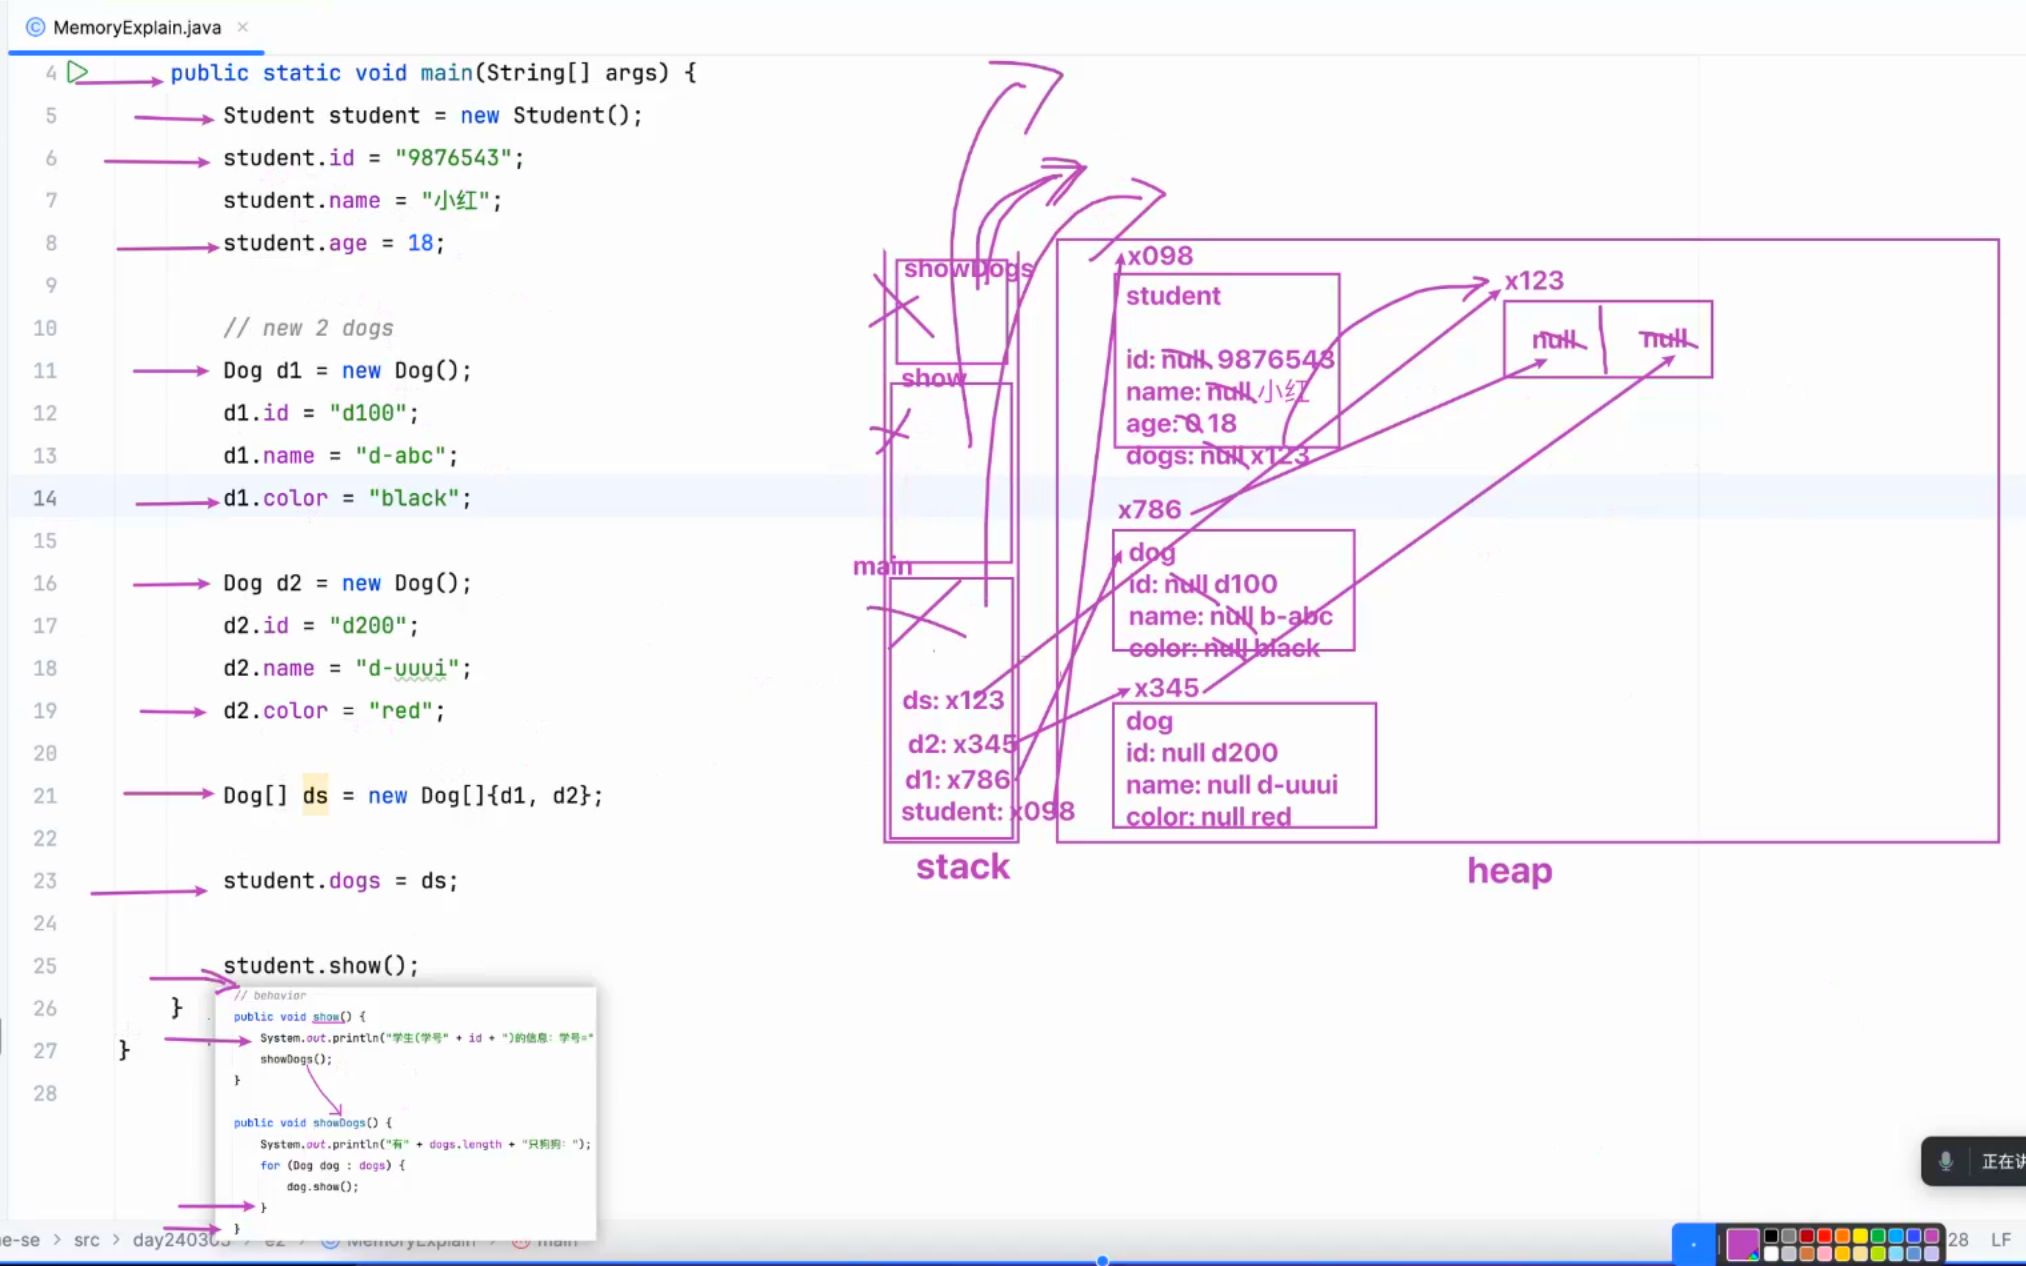 MemoryExplain.java
4 public static void main(String[] args) {
5 Student student = new Student();
6 student.id = "9876543";
7 student.name = "小红";
8 student.age = 18;
9
10 // new 2 dogs
11 Dog d1 = new Dog();
12 d1.id = "d100";
13 d1.name = "d-abc";
14 d1.color = "black";
15
16 Dog d2 = new Dog();
17 d2.id = "d200";
18 d2.name = "d-uuui";
19 d2.color = "red";
20
21 Dog[] ds = new Dog[]{d1, d2};
22
23 student.dogs = ds;
24
25 student.show();
26 }
27 }
28
// behavior
public void show() {
System.out.println("学生(学号" + id + ")的信息: 学号="
showDogs();
}
public void showDogs() {
System.out.println("有" + dogs.length + "只狗狗: ");
for (Dog dog : dogs) {
dog.show();
}
}
showDogs
show
main
ds: x123
d2: x345
d1: x786
student: x098
stack
x098
student
id: null 9876543
name: null 小红
age: 0 18
dogs: null x123
x786
dog
id: null d100
name: null b-abc
color: null black
x345
dog
id: null d200
name: null d-uuui
color: null red
x123
null null
heap
正在讲
e-se > src > day240303 > e2 > MemoryExplain > main
28 LF